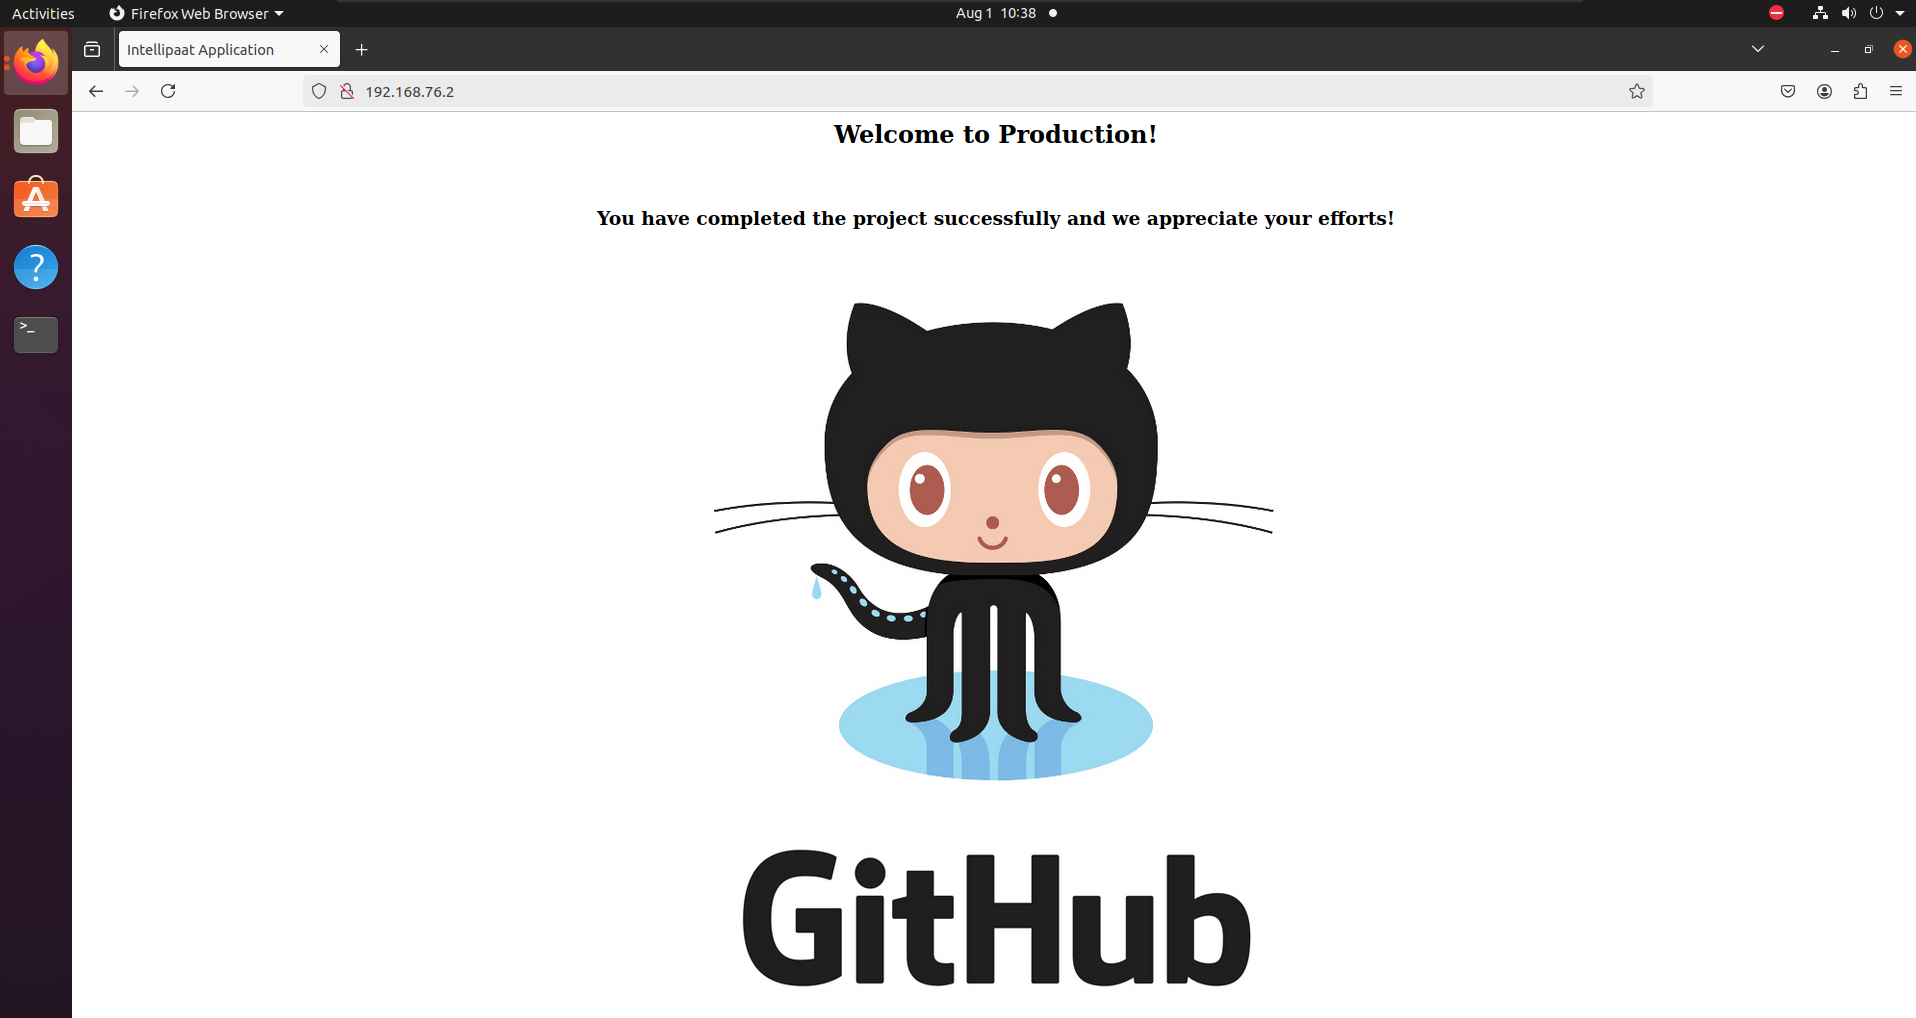 Activities
Firefox Web Browser
Aug 1 10:38
Intellipaat Application
192.168.76.2
Welcome to Production!
You have completed the project successfully and we appreciate your efforts!
GitHub